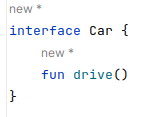 new *
interface Car {
new *
fun drive()
}